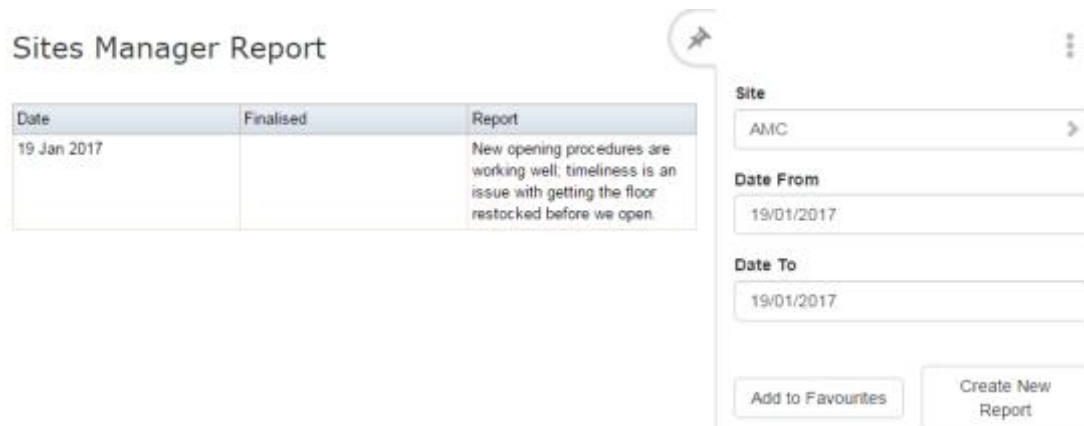 Sites Manager Report
Date Finalised Report
19 Jan 2017 New opening procedures are
working well; timeliness is an
issue with getting the floor
restocked before we open.
Site
AMC
Date From
19/01/2017
Date To
19/01/2017
Add to Favourites
Create New
Report